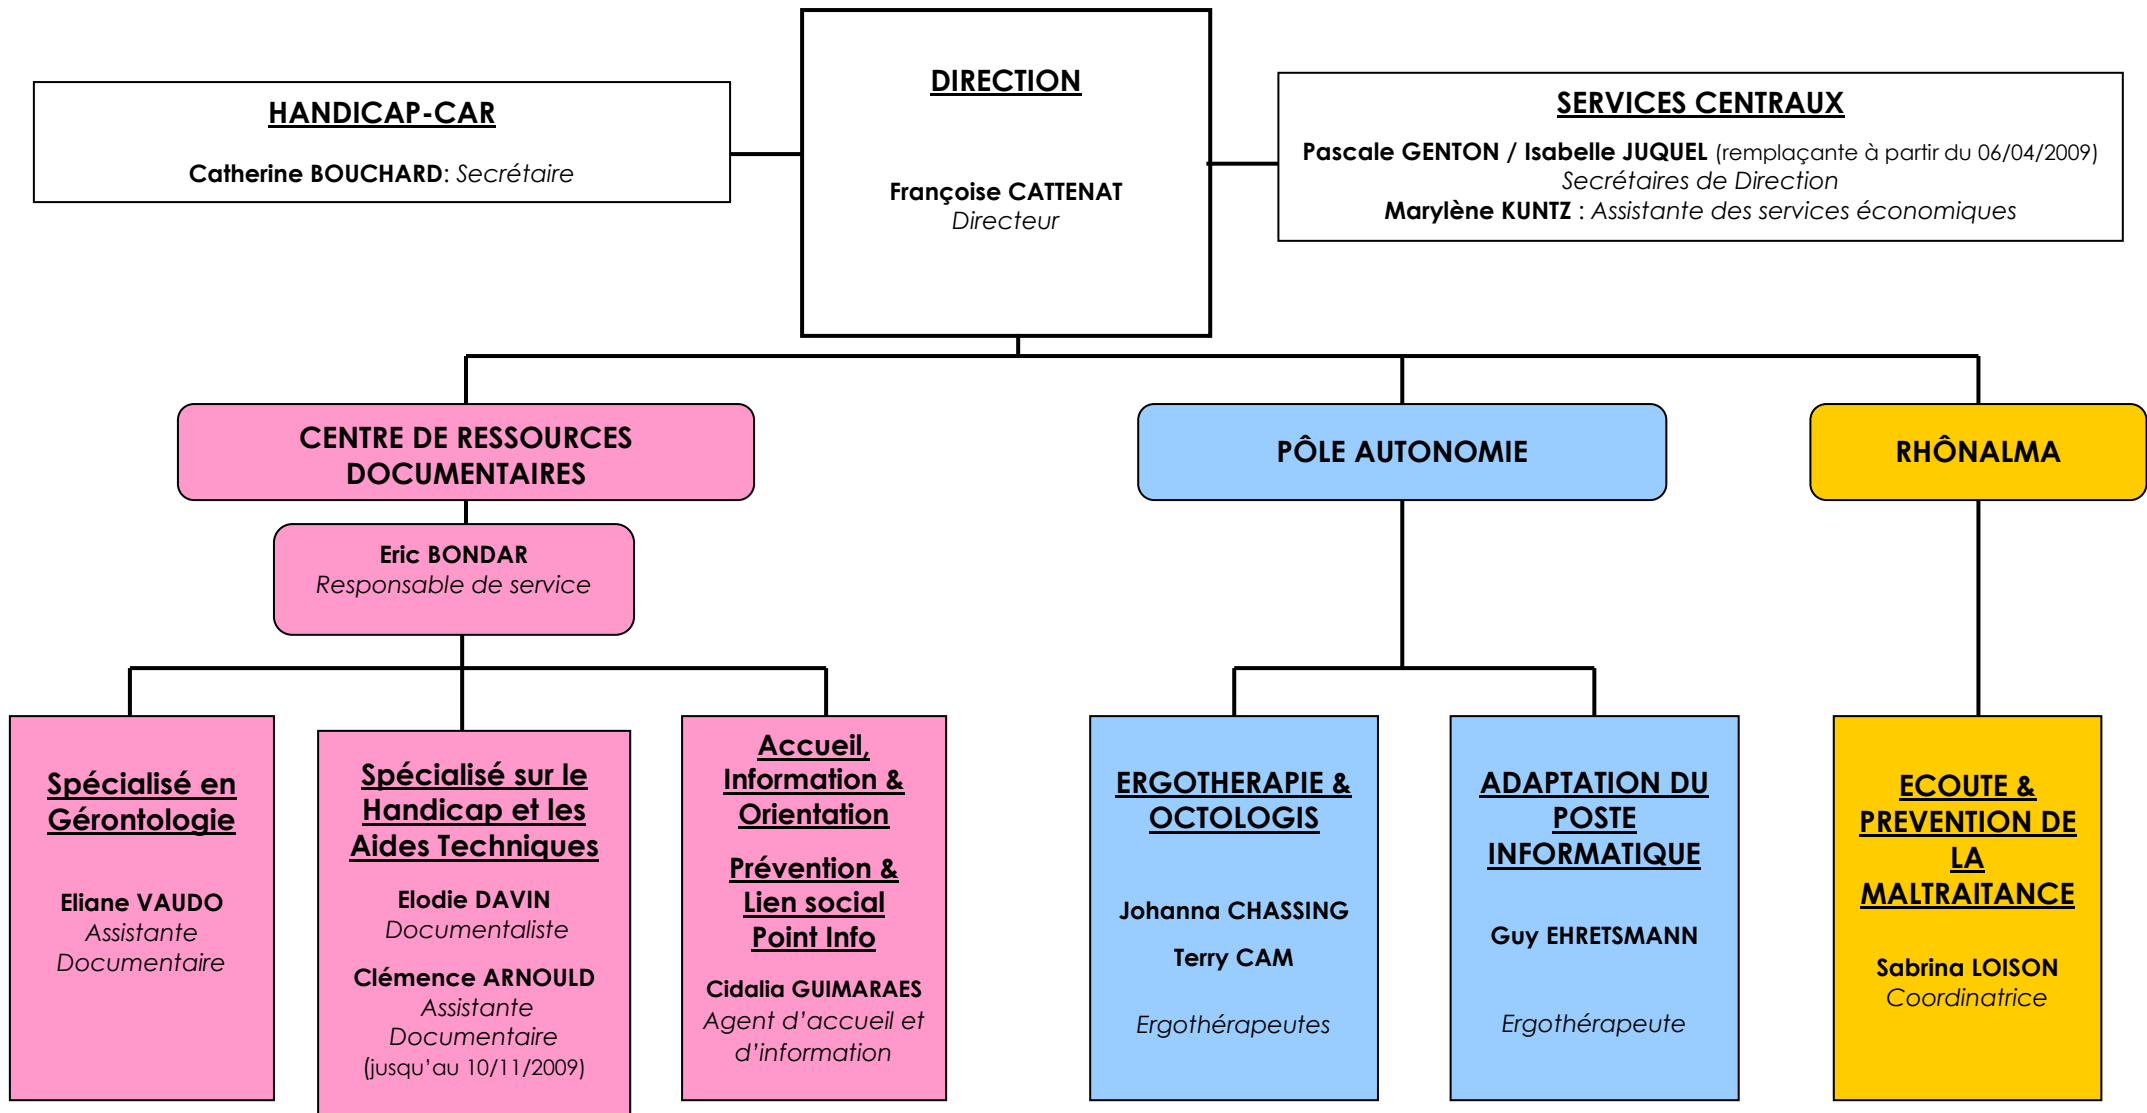 HANDICAP-CAR
Catherine BOUCHARD: Secrétaire
DIRECTION
Françoise CATTENAT
Directeur
SERVICES CENTRAUX
Pascale GENTON / Isabelle JUQUEL (remplaçante à partir du 06/04/2009)
Secrétaires de Direction
Marylène KUNTZ : Assistante des services économiques
CENTRE DE RESSOURCES
DOCUMENTAIRES
Eric BONDAR
Responsable de service
Spécialisé en
Gérontologie
Eliane VAUDO
Assistante
Documentaire
Spécialisé sur le
Handicap et les
Aides Techniques
Elodie DAVIN
Documentaliste
Clémence ARNOULD
Assistante
Documentaire
(jusqu'au 10/11/2009)
Accueil,
Information &
Orientation
Prévention &
Lien social
Point Info
Cidalia GUIMARAES
Agent d'accueil et
d'information
PÔLE AUTONOMIE
ERGOTHERAPIE &
OCTOLOGIS
Johanna CHASSING
Terry CAM
Ergothérapeutes
ADAPTATION DU
POSTE
INFORMATIQUE
Guy EHRETSMANN
Ergothérapeute
RHÔNALMA
ECOUTE &
PREVENTION DE
LA
MALTRAITANCE
Sabrina LOISON
Coordinatrice